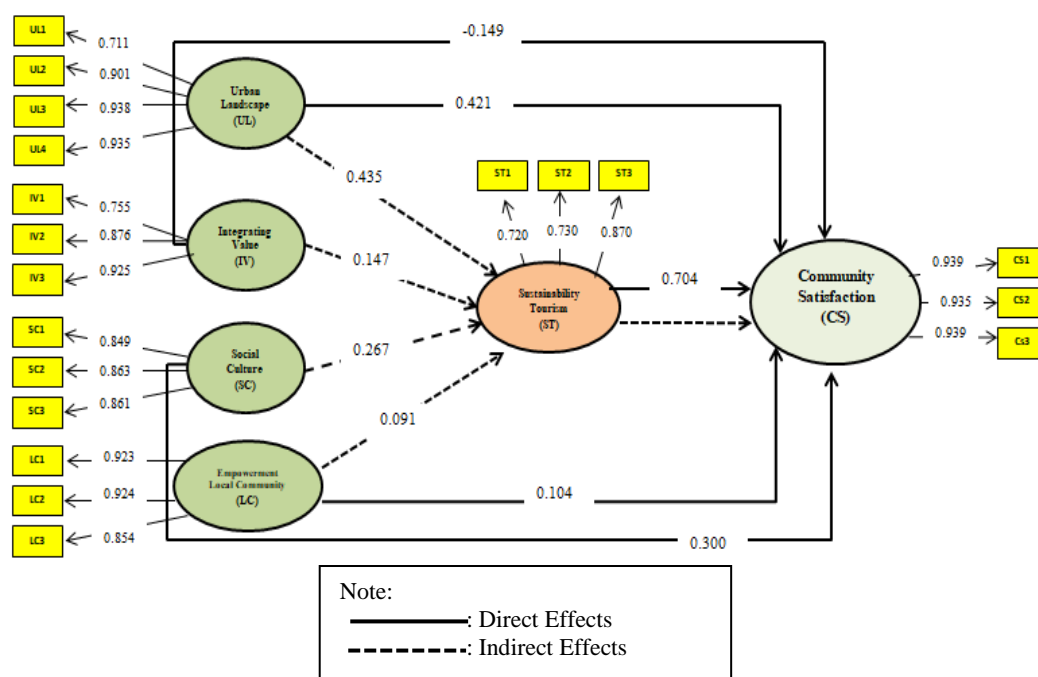 UL1
0.711
-0.149
UL2
0.901
Urban
Landscape
(UL)
0.421
UL3
0.938
UL4
0.935
0.435
ST1
ST2
ST3
IV1
0.755
IV2
0.876
Integrating
Value
(IV)
0.720
0.730
0.870
IV3
0.925
0.147
0.704
Community
Satisfaction
(CS)
0.939
CS1
0.935
CS2
0.939
Cs3
Sustainability
Tourism
(ST)
SC1
0.849
SC2
0.863
Social
Culture
(SC)
0.267
SC3
0.861
0.091
LC1
0.923
Empowerment
Local Community
(LC)
LC2
0.924
0.104
LC3
0.854
0.300
Note:
: Direct Effects
: Indirect Effects